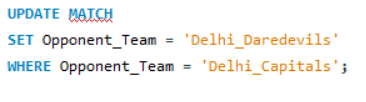 UPDATE MATCH
SET Opponent_Team = 'Delhi_Daredevils'
WHERE Opponent_Team = 'Delhi_Capitals';